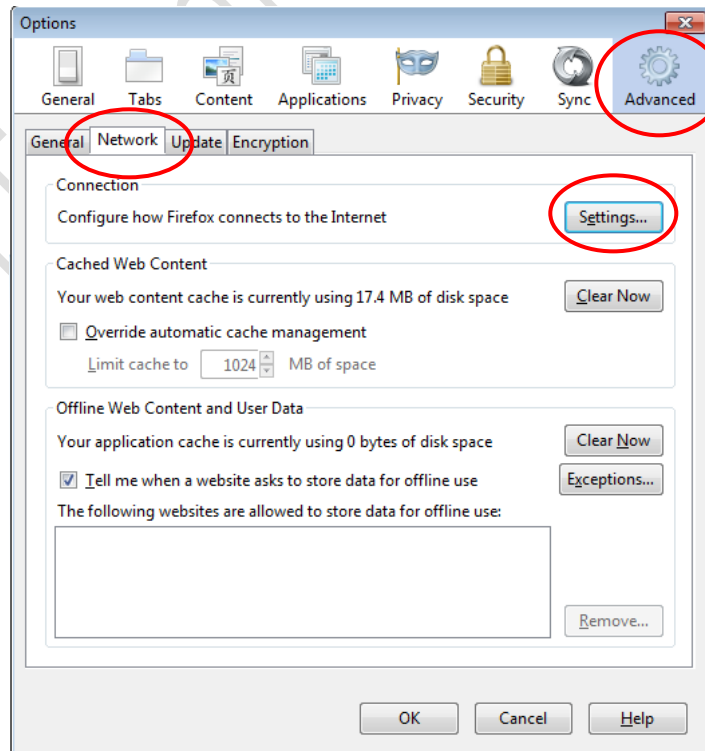 Options
General Tabs Content Applications Privacy Security Sync Advanced
General Network Update Encryption
Connection
Configure how Firefox connects to the Internet Settings...
Cached Web Content
Your web content cache is currently using 17.4 MB of disk space Clear Now
Override automatic cache management
Limit cache to 1024 MB of space
Offline Web Content and User Data
Your application cache is currently using 0 bytes of disk space Clear Now
Tell me when a website asks to store data for offline use Exceptions...
The following websites are allowed to store data for offline use:
Remove...
OK Cancel Help